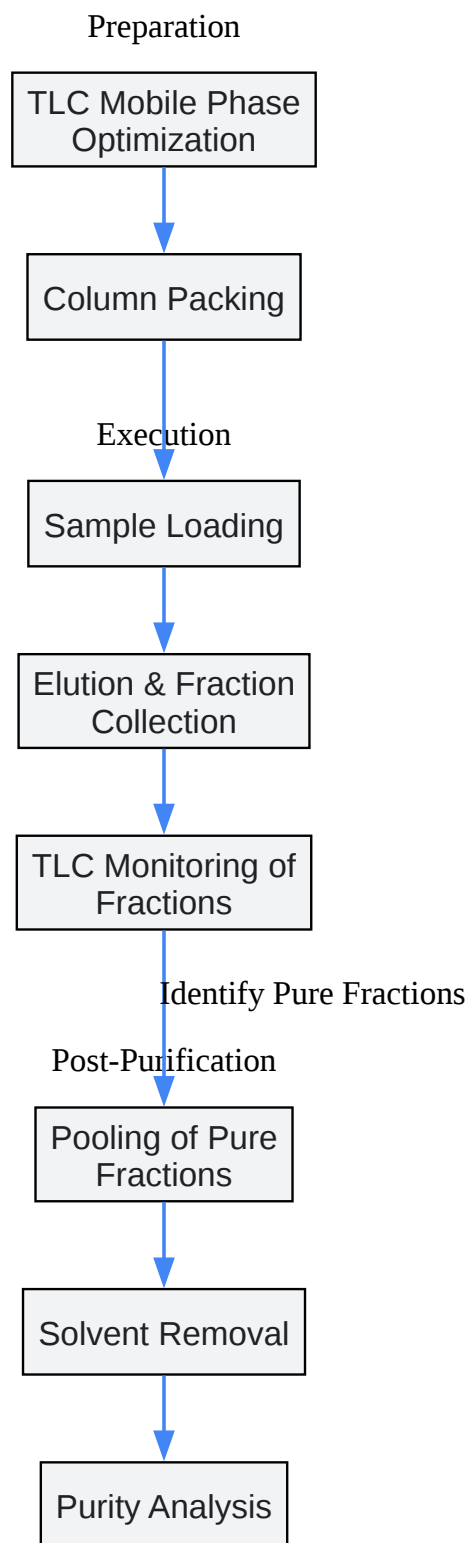 Preparation
TLC Mobile Phase
Optimization
Column Packing
Execution
Sample Loading
Elution & Fraction
Collection
TLC Monitoring of
Fractions
Identify Pure Fractions
Post-Purification
Pooling of Pure
Fractions
Solvent Removal
Purity Analysis